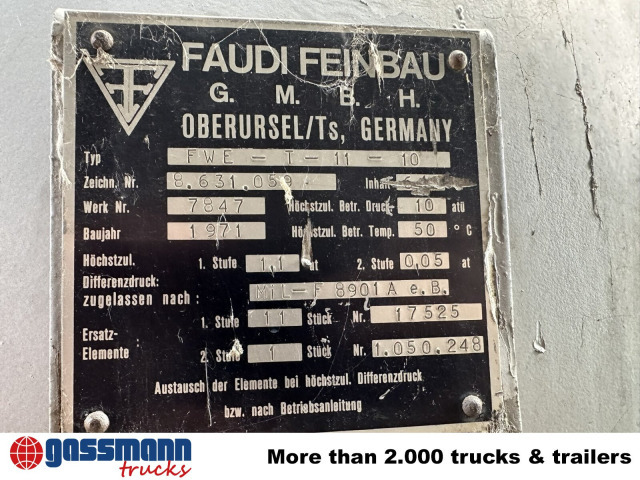 FAUDI FEINBAU
G. M. B. H.
OBERURSEL/Ts, GERMANY
Typ FWE-T-11-10
Zeichn. Nr. 8.631.059 Inhalt
Werk Nr. 7847 Höchstzul. Betr. Druck 10 atü
Baujahr 1971 Höchstzul. Betr. Temp. 50 °C
Höchstzul. Differenzdruck: 1. Stufe 1,1 at 2. Stufe 0,05 at
zugelassen nach: MIL-F 8901A e.B.
Ersatz-Elemente 1. Stufe 11 Stück Nr. 17525
2. Stufe 1 Stück Nr. 1.050.248
Austausch der Elemente bei höchstzul. Differenzdruck
bzw. nach Betriebsanleitung
gassmann
trucks
More than 2.000 trucks & trailers